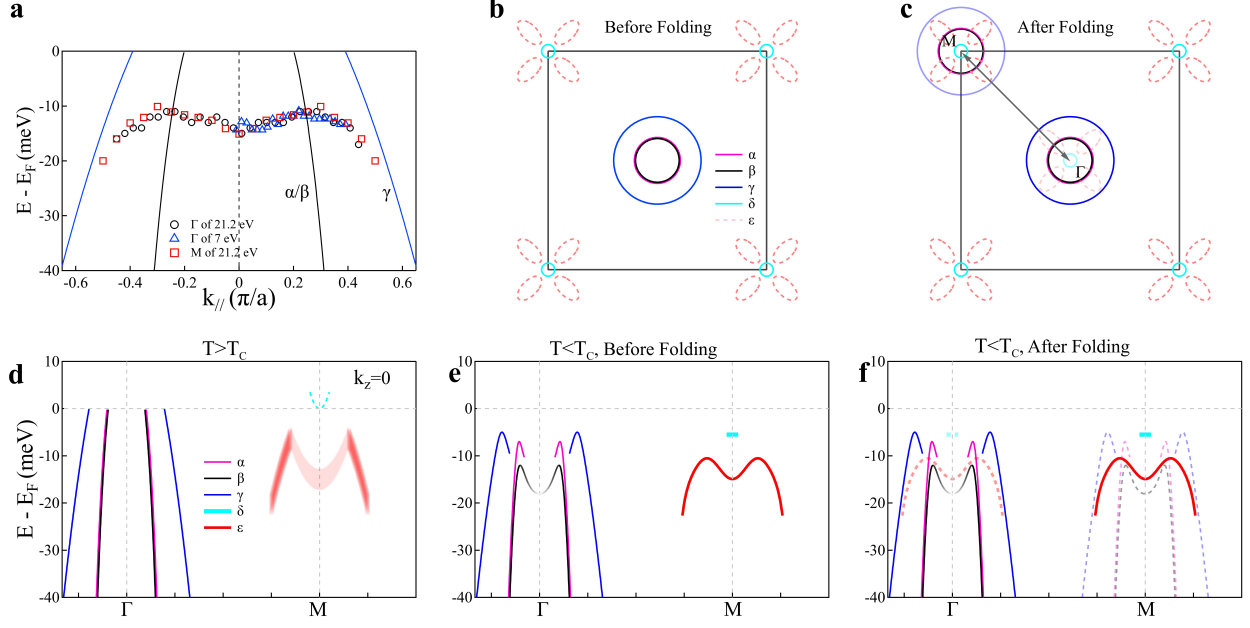 a
0
-10
-20
-30
-40
E - E_F (meV)
-0.6
-0.4
-0.2
0
0.2
0.4
0.6
k_// (π/a)
α/β
γ
Γ of 21.2 eV
Γ of 7 eV
M of 21.2 eV
b
Before Folding
α
β
γ
δ
ε
c
After Folding
M
Γ
d
T>T_C
k_z=0
10
0
-10
-20
-30
-40
E - E_F (meV)
α
β
γ
δ
ε
Γ
M
e
T<T_C, Before Folding
10
0
-10
-20
-30
-40
Γ
M
f
T<T_C, After Folding
10
0
-10
-20
-30
-40
Γ
M